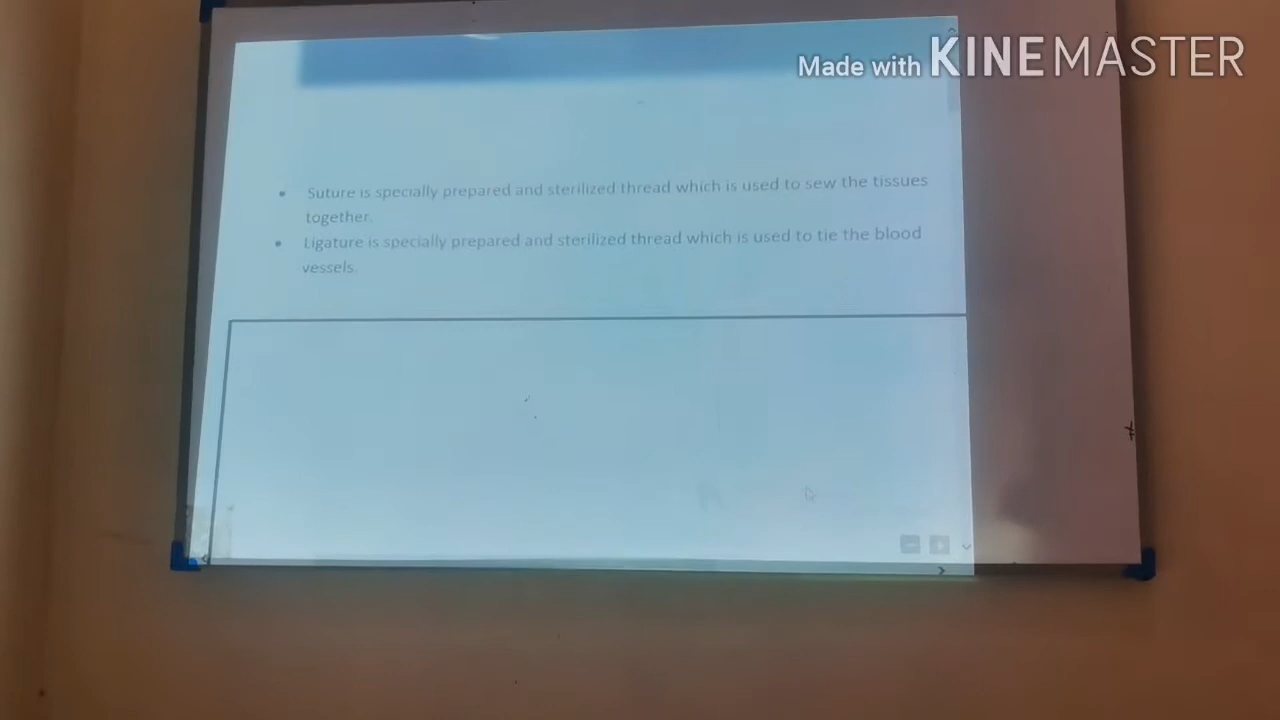 Made with KINEMASTER
• Suture is specially prepared and sterilized thread which is used to sew the tissues
together.
• Ligature is specially prepared and sterilized thread which is used to tie the blood
vessels.